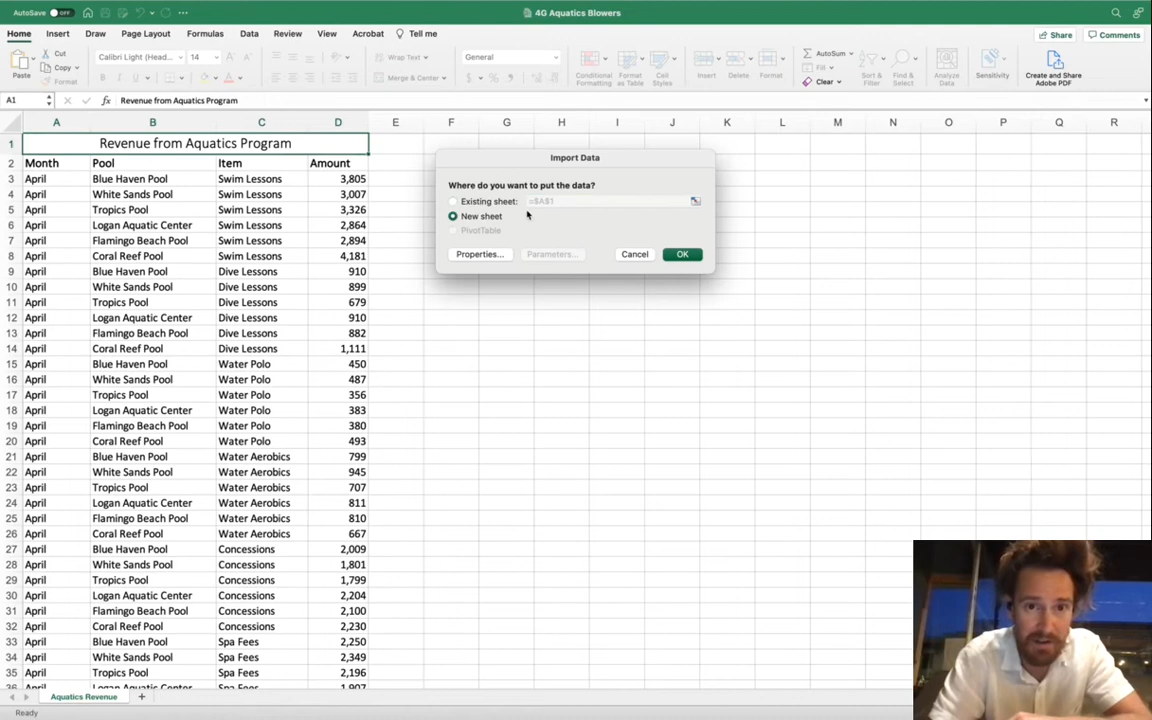 AutoSave OFF
4G Aquatics Blowers
Home Insert Draw Page Layout Formulas Data Review View Acrobat Tell me
Share Comments
Paste
Cut
Copy
Format
Calibri (Head... 14
B I U
Wrap Text
Merge & Center
General
$ %
Conditional Formatting
Format as Table
Cell Styles
Insert
Delete
Format
AutoSum
Fill
Clear
Sort & Filter
Find & Select
Analyze Data
Sensitivity
Create and Share Adobe PDF
A1 fx Revenue from Aquatics Program
A B C D E F G H I J K L M N O P Q R
1 Revenue from Aquatics Program
2 Month Pool Item Amount
3 April Blue Haven Pool Swim Lessons 3,805
4 April White Sands Pool Swim Lessons 3,007
5 April Tropics Pool Swim Lessons 3,326
6 April Logan Aquatic Center Swim Lessons 2,864
7 April Flamingo Beach Pool Swim Lessons 2,894
8 April Coral Reef Pool Swim Lessons 4,181
9 April Blue Haven Pool Dive Lessons 910
10 April White Sands Pool Dive Lessons 899
11 April Tropics Pool Dive Lessons 679
12 April Logan Aquatic Center Dive Lessons 910
13 April Flamingo Beach Pool Dive Lessons 882
14 April Coral Reef Pool Dive Lessons 1,111
15 April Blue Haven Pool Water Polo 450
16 April White Sands Pool Water Polo 487
17 April Tropics Pool Water Polo 356
18 April Logan Aquatic Center Water Polo 383
19 April Flamingo Beach Pool Water Polo 380
20 April Coral Reef Pool Water Polo 493
21 April Blue Haven Pool Water Aerobics 799
22 April White Sands Pool Water Aerobics 945
23 April Tropics Pool Water Aerobics 707
24 April Logan Aquatic Center Water Aerobics 811
25 April Flamingo Beach Pool Water Aerobics 810
26 April Coral Reef Pool Water Aerobics 667
27 April Blue Haven Pool Concessions 2,009
28 April White Sands Pool Concessions 1,801
29 April Tropics Pool Concessions 1,799
30 April Logan Aquatic Center Concessions 2,204
31 April Flamingo Beach Pool Concessions 2,100
32 April Coral Reef Pool Concessions 2,230
33 April Blue Haven Pool Spa Fees 2,250
34 April White Sands Pool Spa Fees 2,349
35 April Tropics Pool Spa Fees 2,196
36 April Logan Aquatic Center Spa Fees 1,907
Import Data
Where do you want to put the data?
Existing sheet: =$A$1
New sheet
PivotTable
Properties... Parameters... Cancel OK
Aquatics Revenue
Ready